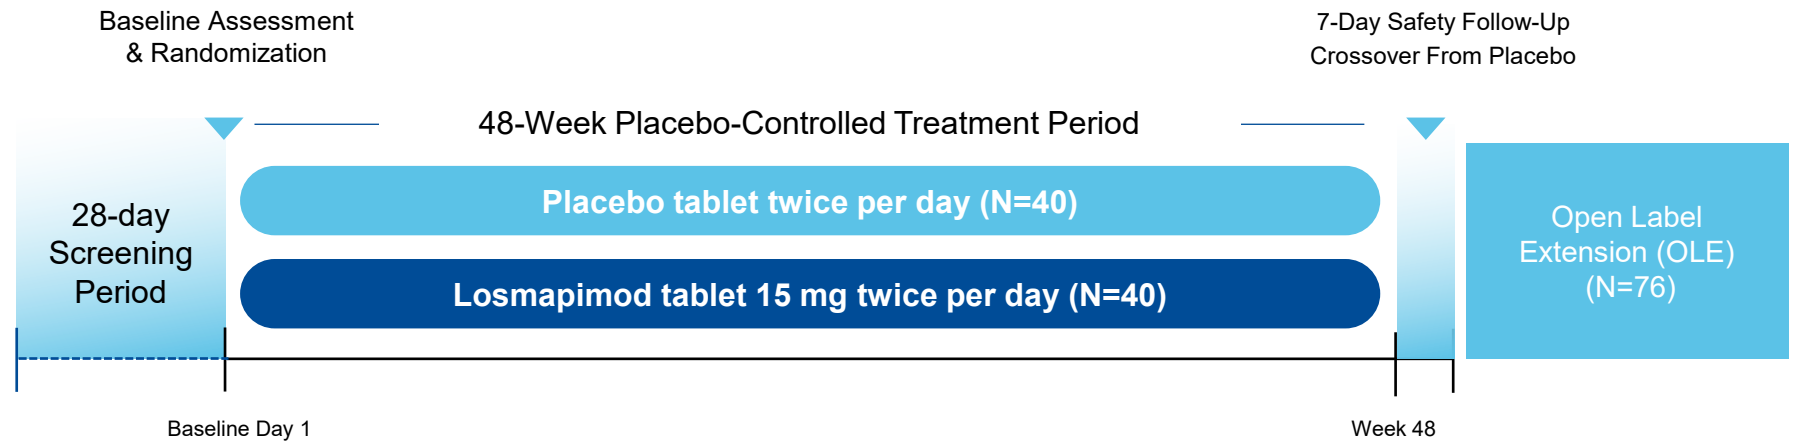 Baseline Assessment
& Randomization
7-Day Safety Follow-Up
Crossover From Placebo
48-Week Placebo-Controlled Treatment Period
28-day
Screening
Period
Placebo tablet twice per day (N=40)
Losmapimod tablet 15 mg twice per day (N=40)
Open Label
Extension (OLE)
(N=76)
Baseline Day 1
Week 48